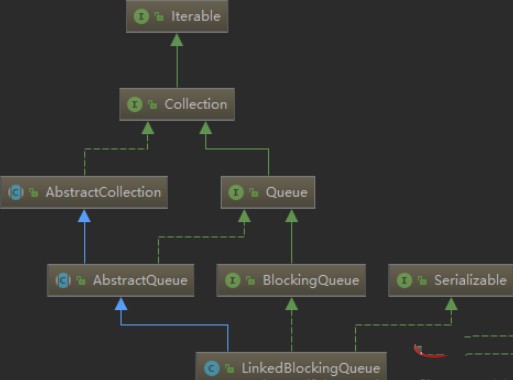 I Iterable
I Collection
C AbstractCollection
I Queue
C AbstractQueue
I BlockingQueue
I Serializable
C LinkedBlockingQueue